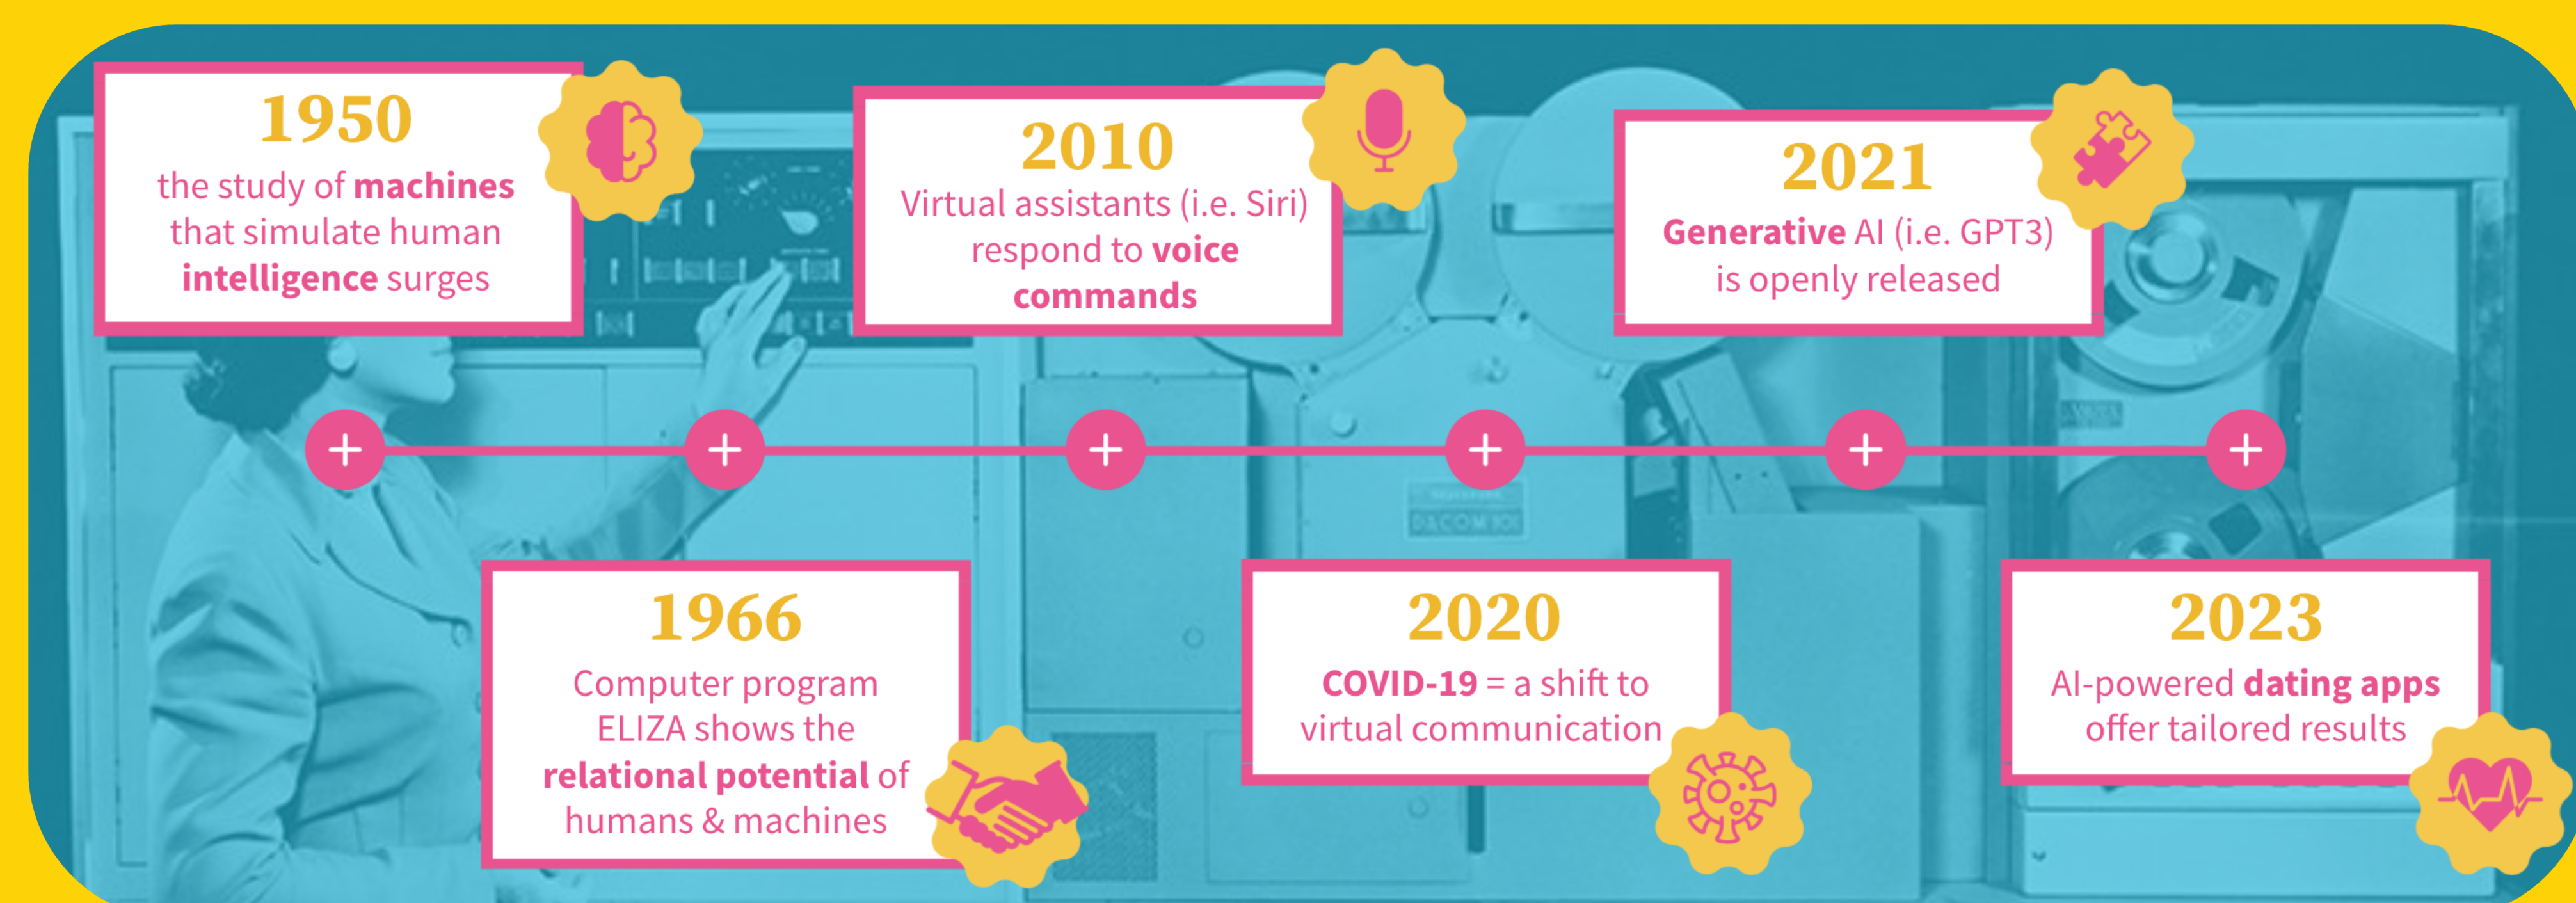 1950
the study of machines
that simulate human
intelligence surges
1966
Computer program
ELIZA shows the
relational potential of
humans & machines
2010
Virtual assistants (i.e. Siri)
respond to voice
commands
2020
COVID-19 = a shift to
virtual communication
2021
Generative AI (i.e. GPT3)
is openly released
2023
AI-powered dating apps
offer tailored results
DACOM 101